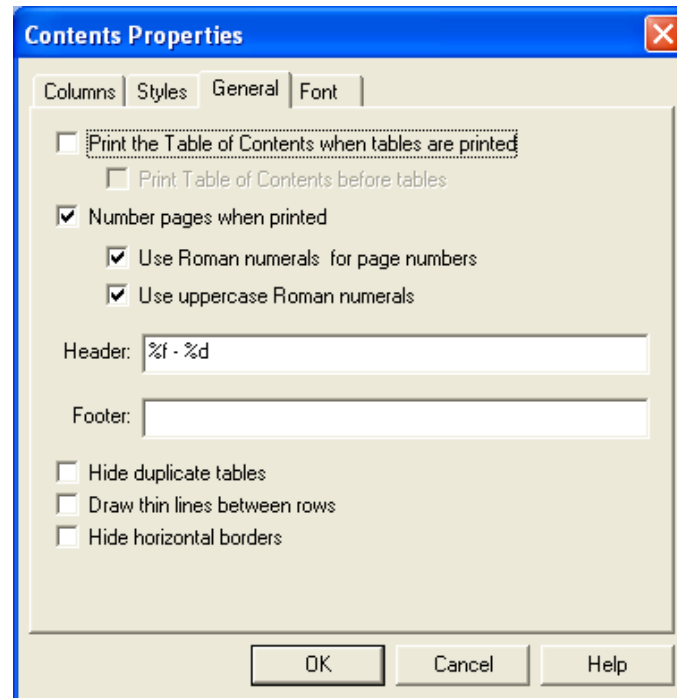 Contents Properties
Columns Styles General Font
Print the Table of Contents when tables are printed
Print Table of Contents before tables
Number pages when printed
Use Roman numerals for page numbers
Use uppercase Roman numerals
Header: %f - %d
Footer:
Hide duplicate tables
Draw thin lines between rows
Hide horizontal borders
OK Cancel Help